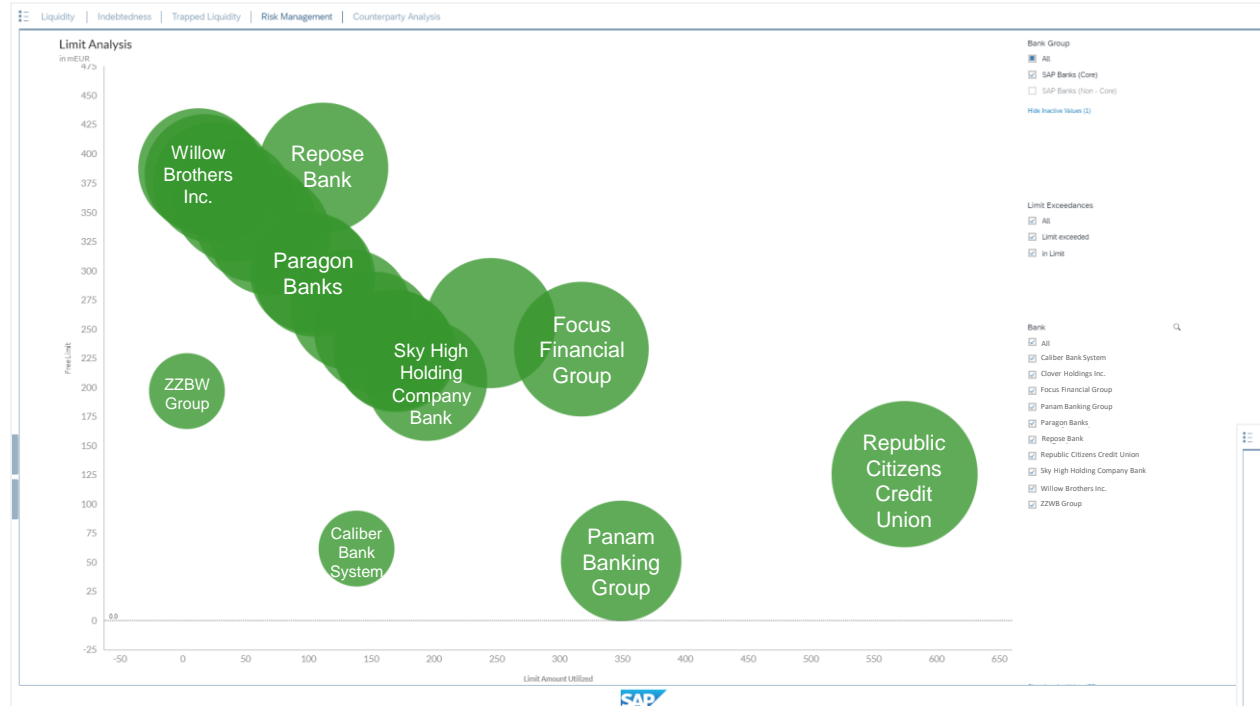 Liquidity | Indebtedness | Trapped Liquidity | Risk Management | Counterparty Analysis
Limit Analysis
in mEUR
475
450
425
400
375
350
325
300
275
250
225
200
175
150
125
100
75
50
25
0
-25
Free Limit
0.0
Willow
Brothers
Inc.
Repose
Bank
Paragon
Banks
Focus
Financial
Group
Sky High
Holding
Company
Bank
ZZBW
Group
Republic
Citizens
Credit
Union
Caliber
Bank
System
Panam
Banking
Group
-50 0 50 100 150 200 250 300 350 400 450 500 550 600 650
Limit Amount Utilized
Bank Group
All
SAP Banks (Core)
SAP Banks (Non - Core)
Hide Inactive Values (1)
Limit Exceedances
All
Limit exceeded
in Limit
Bank
All
Caliber Bank System
Clover Holdings Inc.
Focus Financial Group
Panam Banking Group
Paragon Banks
Repose Bank
Republic Citizens Credit Union
Sky High Holding Company Bank
Willow Brothers Inc.
ZZWB Group
SAP